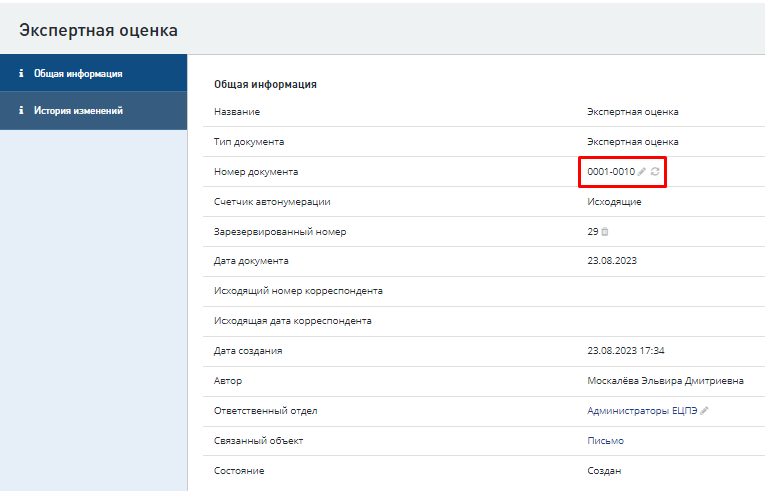 Экспертная оценка
Общая информация
История изменений
Общая информация
Название Экспертная оценка
Тип документа Экспертная оценка
Номер документа 0001-0010
Счетчик автонумерации Исходящие
Зарезервированный номер 29
Дата документа 23.08.2023
Исходящий номер корреспондента
Исходящая дата корреспондента
Дата создания 23.08.2023 17:34
Автор Москалёва Эльвира Дмитриевна
Ответственный отдел Администраторы ЕЦПЭ
Связанный объект Письмо
Состояние Создан